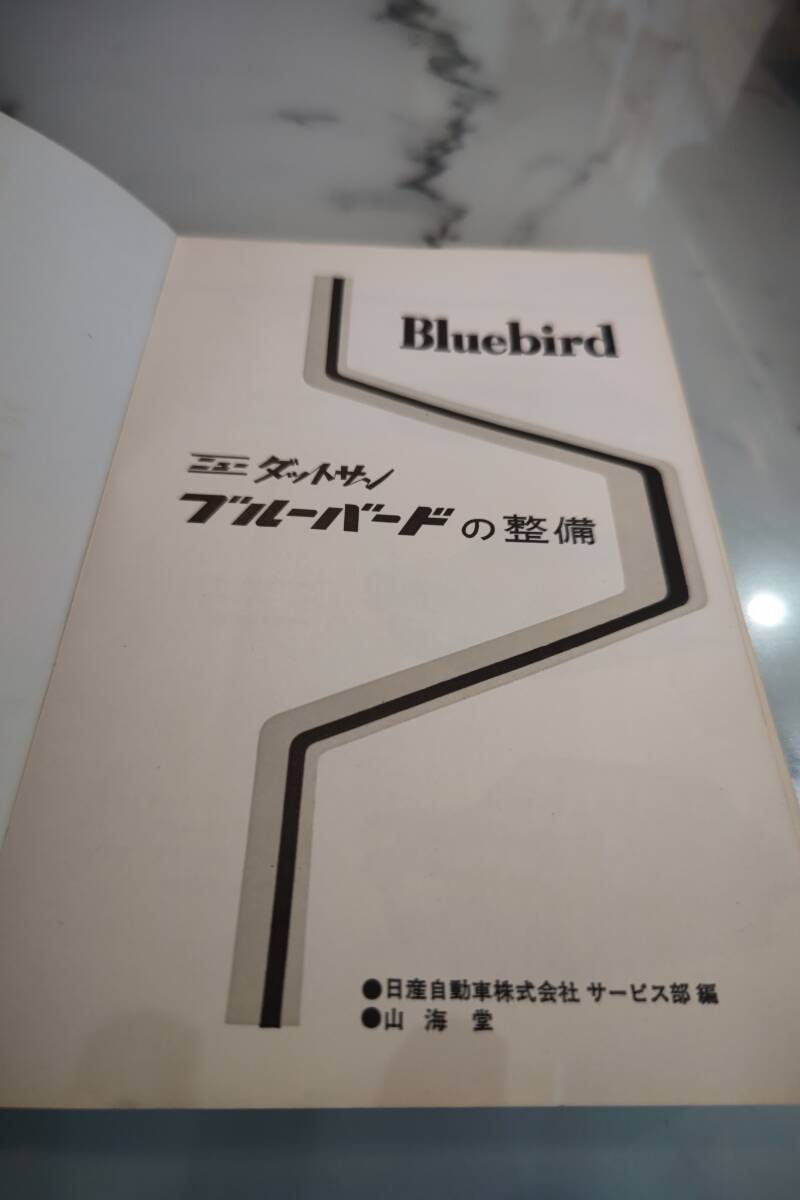 Bluebird
ニュー ダットサン
ブルーバードの整備
●日産自動車株式会社 サービス部 編
●山海堂